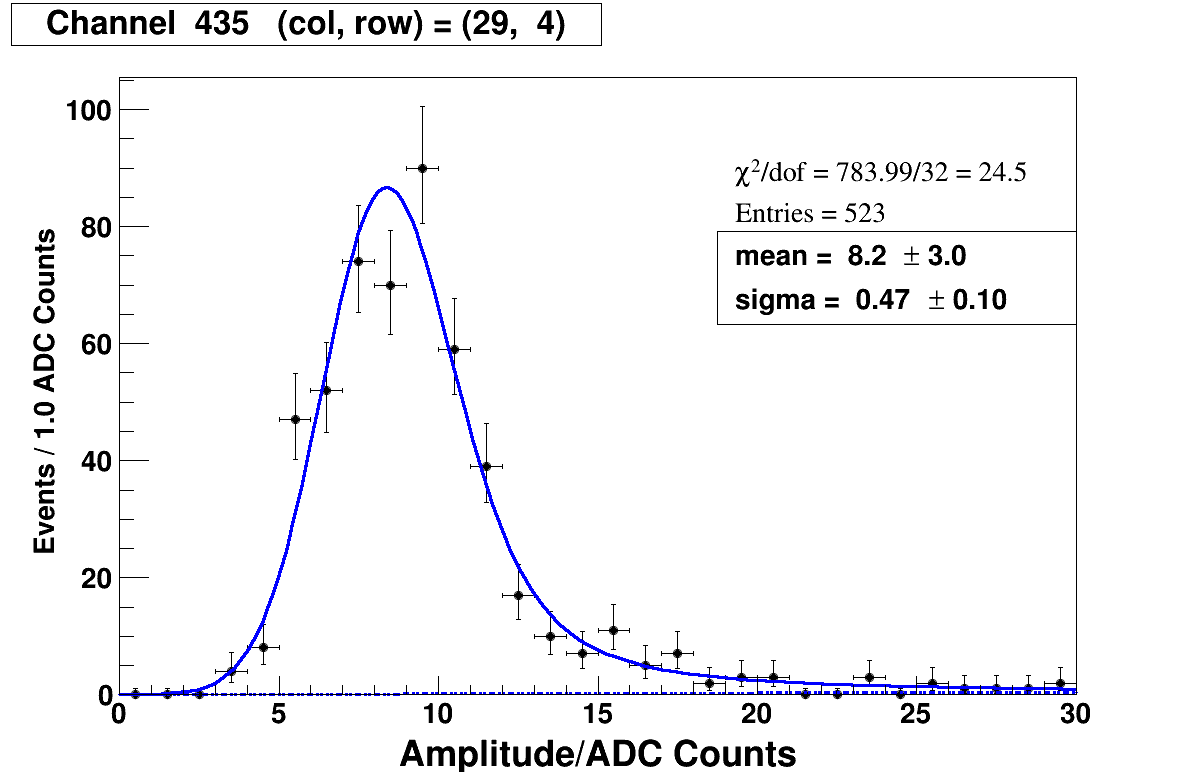 Channel 435 (col, row) = (29, 4)
χ²/dof = 783.99/32 = 24.5
Entries = 523
mean = 8.2 ± 3.0
sigma = 0.47 ± 0.10
Events / 1.0 ADC Counts
100
80
60
40
20
0
0 5 10 15 20 25 30
Amplitude/ADC Counts